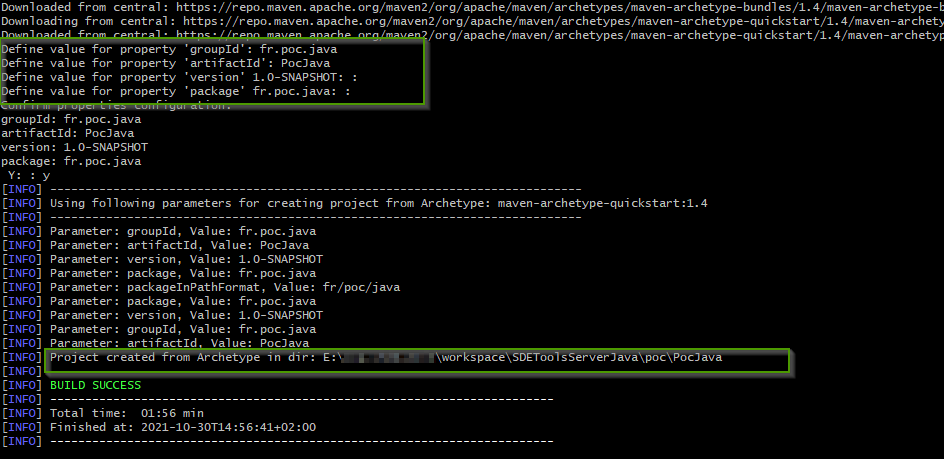 Downloaded from central: https://repo.maven.apache.org/maven2/org/apache/maven/archetypes/maven-archetype-bundles/1.4/maven-archetype-b
Downloading from central: https://repo.maven.apache.org/maven2/org/apache/maven/archetypes/maven-archetype-quickstart/1.4/maven-archety
Downloaded from central: https://repo.maven.apache.org/maven2/org/apache/maven/archetypes/maven-archetype-quickstart/1.4/maven-archetyp
Define value for property 'groupId': fr.poc.java
Define value for property 'artifactId': PocJava
Define value for property 'version' 1.0-SNAPSHOT: :
Define value for property 'package' fr.poc.java: :
Confirm properties configuration:
groupId: fr.poc.java
artifactId: PocJava
version: 1.0-SNAPSHOT
package: fr.poc.java
Y: : y
[INFO] ----------------------------------------------------------------------------
[INFO] Using following parameters for creating project from Archetype: maven-archetype-quickstart:1.4
[INFO] ----------------------------------------------------------------------------
[INFO] Parameter: groupId, Value: fr.poc.java
[INFO] Parameter: artifactId, Value: PocJava
[INFO] Parameter: version, Value: 1.0-SNAPSHOT
[INFO] Parameter: package, Value: fr.poc.java
[INFO] Parameter: packageInPathFormat, Value: fr/poc/java
[INFO] Parameter: package, Value: fr.poc.java
[INFO] Parameter: version, Value: 1.0-SNAPSHOT
[INFO] Parameter: groupId, Value: fr.poc.java
[INFO] Parameter: artifactId, Value: PocJava
[INFO] Project created from Archetype in dir: E:\ \workspace\SDEToolsServerJava\poc\PocJava
[INFO]
[INFO] BUILD SUCCESS
[INFO] ------------------------------------------------------------------------
[INFO] Total time:  01:56 min
[INFO] Finished at: 2021-10-30T14:56:41+02:00
[INFO] ------------------------------------------------------------------------